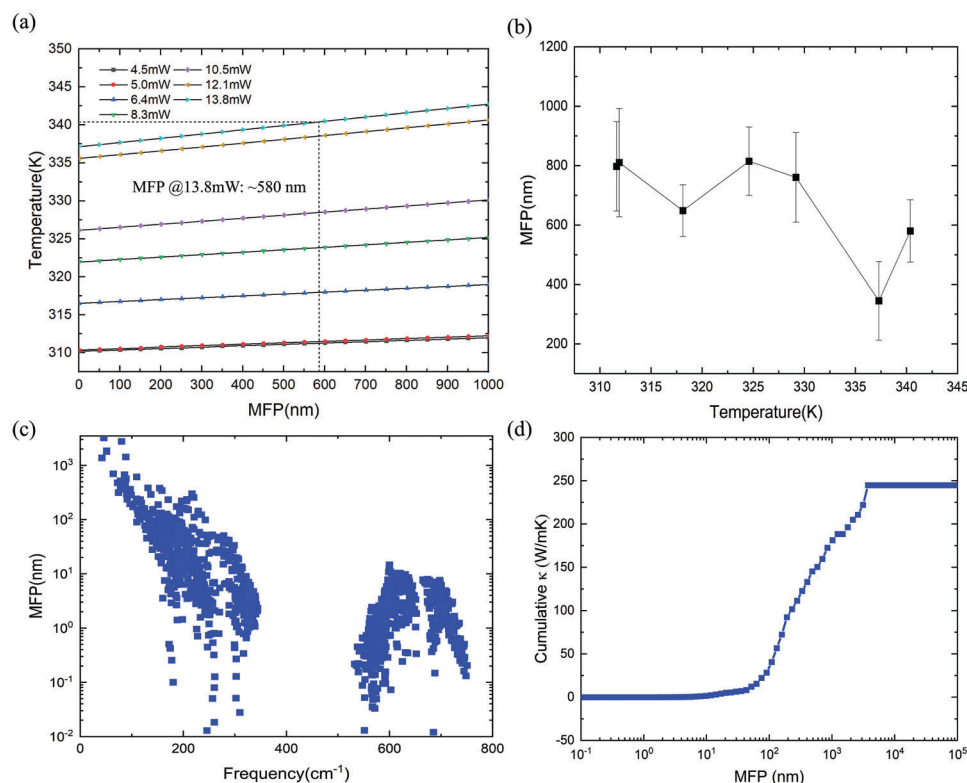 (a)
350
345
340
335
330
325
320
315
310
Temperature(K)
4.5mW 10.5mW
5.0mW 12.1mW
6.4mW 13.8mW
8.3mW
MFP @13.8mW: ~580 nm
0 100 200 300 400 500 600 700 800 900 1000
MFP(nm)
(b)
1200
1000
800
600
400
200
MFP(nm)
310 315 320 325 330 335 340 345
Temperature(K)
(c)
10³
10²
10¹
10⁰
10⁻¹
10⁻²
MFP(nm)
0 200 400 600 800
Frequency(cm⁻¹)
(d)
300
250
200
150
100
50
0
-50
Cumulative κ (W/mK)
10⁻¹ 10⁰ 10¹ 10² 10³ 10⁴ 10⁵
MFP (nm)